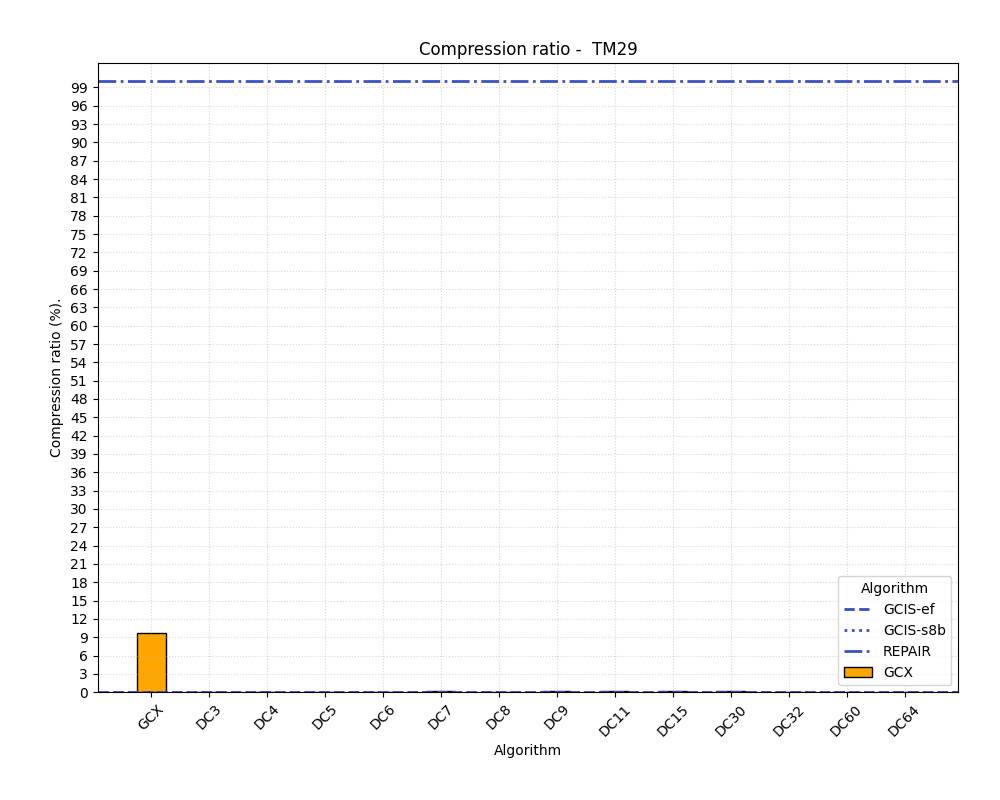 Compression ratio -  TM29
99
96
93
90
87
84
81
78
75
72
69
66
63
60
57
54
51
48
45
42
39
36
33
30
27
24
21
18
15
12
9
6
3
0
Compression ratio (%).
Algorithm
GCIS-ef
GCIS-s8b
REPAIR
GCX
GCX
DC3
DC4
DC5
DC6
DC7
DC8
DC9
DC11
DC15
DC30
DC32
DC60
DC64
Algorithm